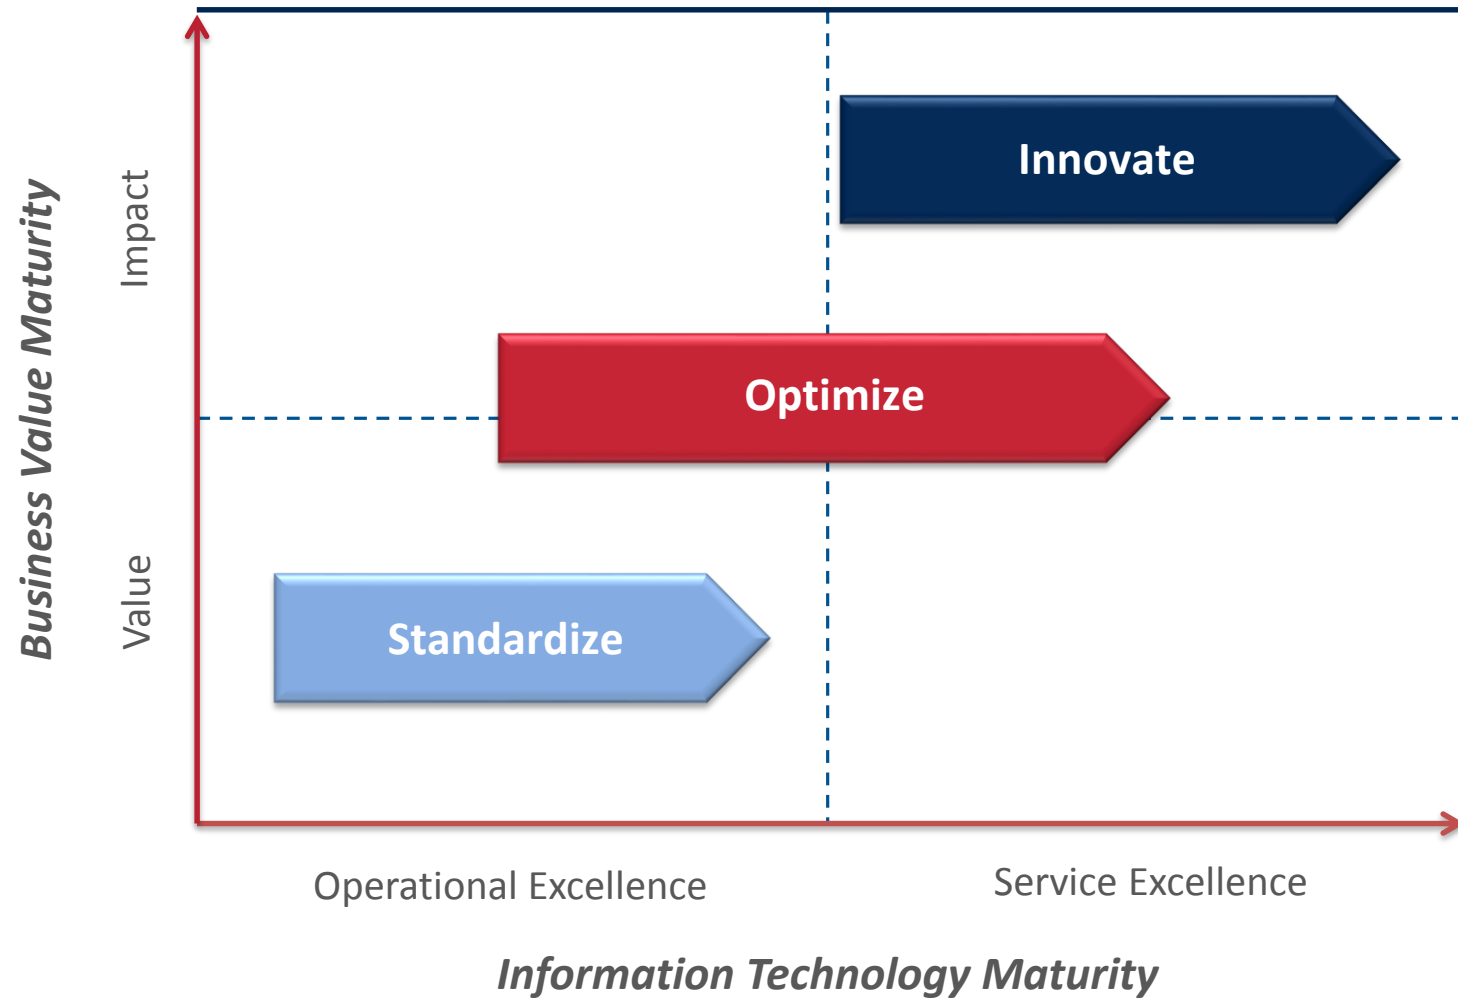 Business Value Maturity
Impact
Value
Innovate
Optimize
Standardize
Operational Excellence
Service Excellence
Information Technology Maturity